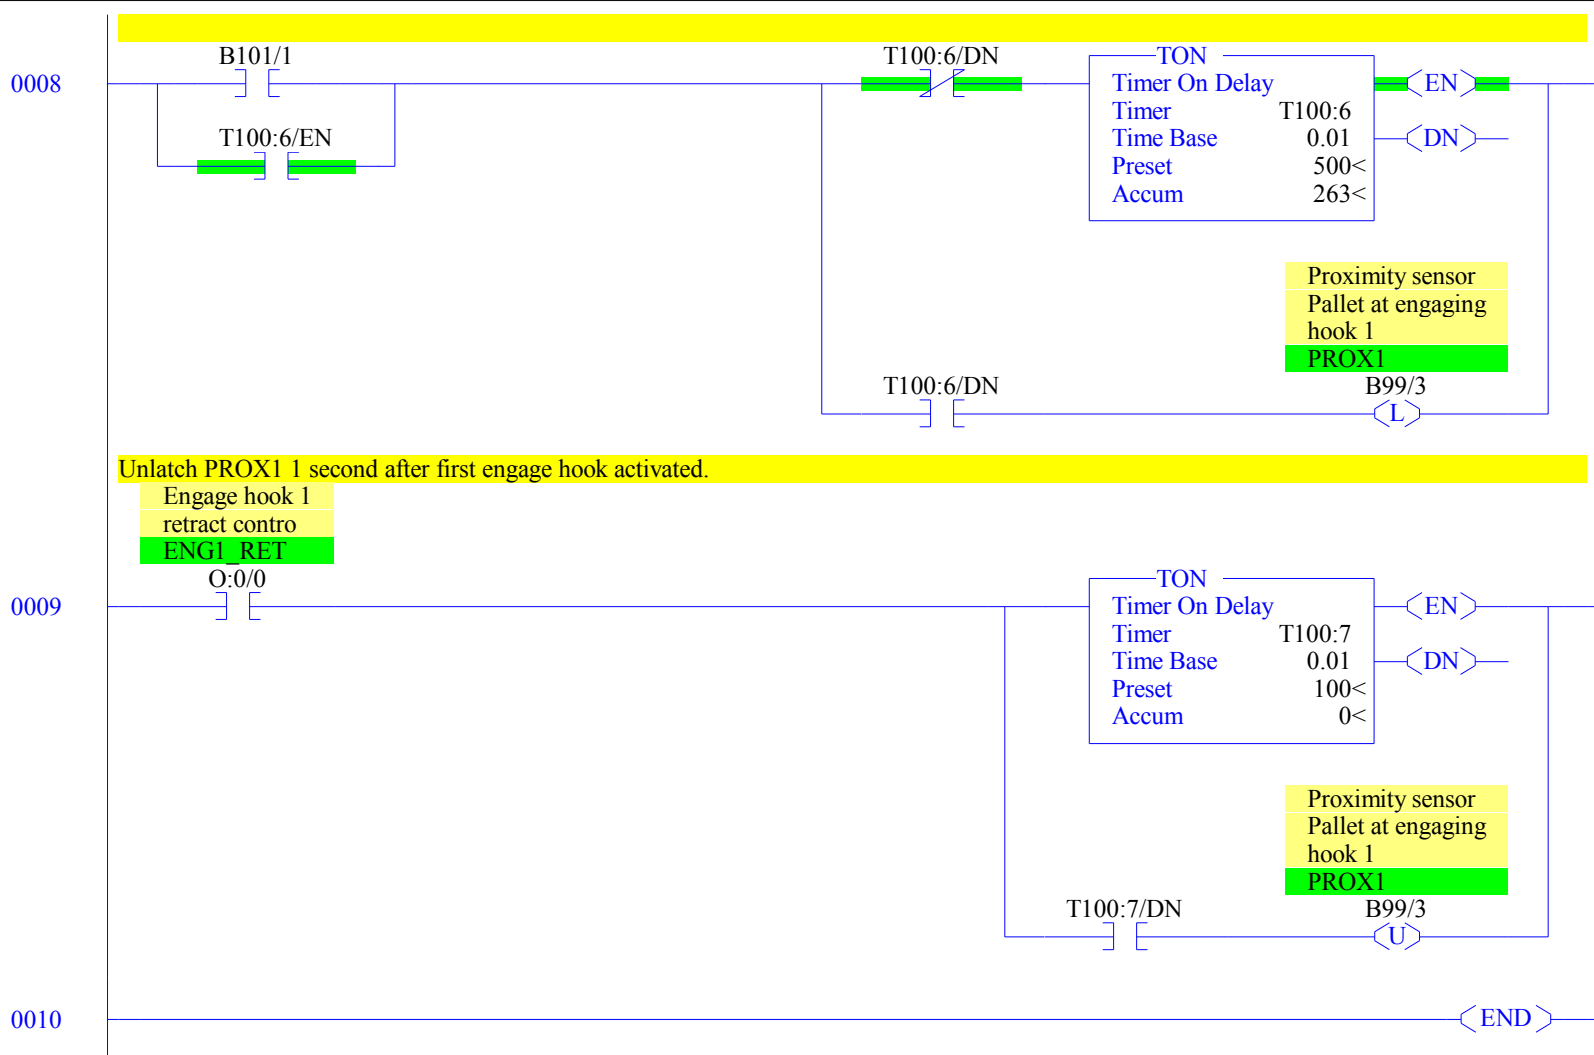 B101/1
T100:6/DN
TON
0008
Timer On Delay
EN
Timer T100:6
T100:6/EN
Time Base 0.01
DN
Preset 500<
Accum 263<
Proximity sensor
Pallet at engaging
hook 1
PROX1
T100:6/DN
B99/3
L
Unlatch PROX1 1 second after first engage hook activated.
Engage hook 1
retract contro
ENG1_RET
O:0/0
TON
0009
Timer On Delay
EN
Timer T100:7
Time Base 0.01
DN
Preset 100<
Accum 0<
Proximity sensor
Pallet at engaging
hook 1
PROX1
T100:7/DN
B99/3
U
0010
END